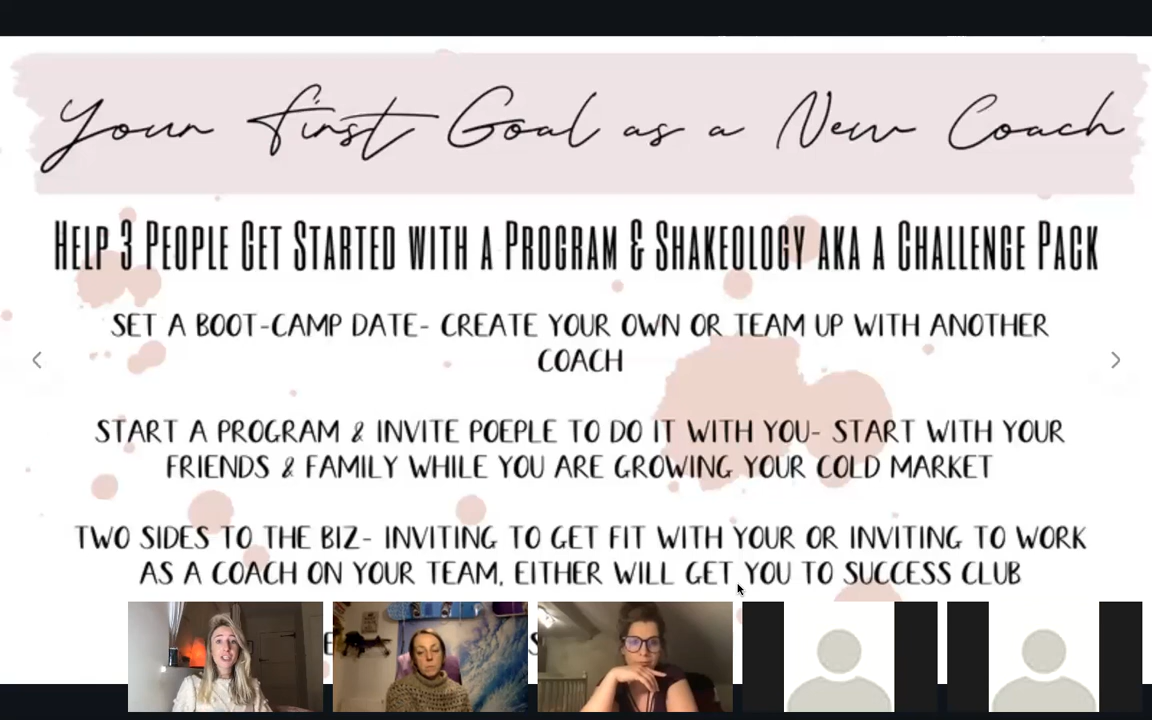 Your First Goal as a New Coach
HELP 3 PEOPLE GET STARTED WITH A PROGRAM & SHAKEOLOGY AKA A CHALLENGE PACK
SET A BOOT-CAMP DATE- CREATE YOUR OWN OR TEAM UP WITH ANOTHER
COACH
START A PROGRAM & INVITE POEPLE TO DO IT WITH YOU- START WITH YOUR
FRIENDS & FAMILY WHILE YOU ARE GROWING YOUR COLD MARKET
TWO SIDES TO THE BIZ- INVITING TO GET FIT WITH YOUR OR INVITING TO WORK
AS A COACH ON YOUR TEAM, EITHER WILL GET YOU TO SUCCESS CLUB